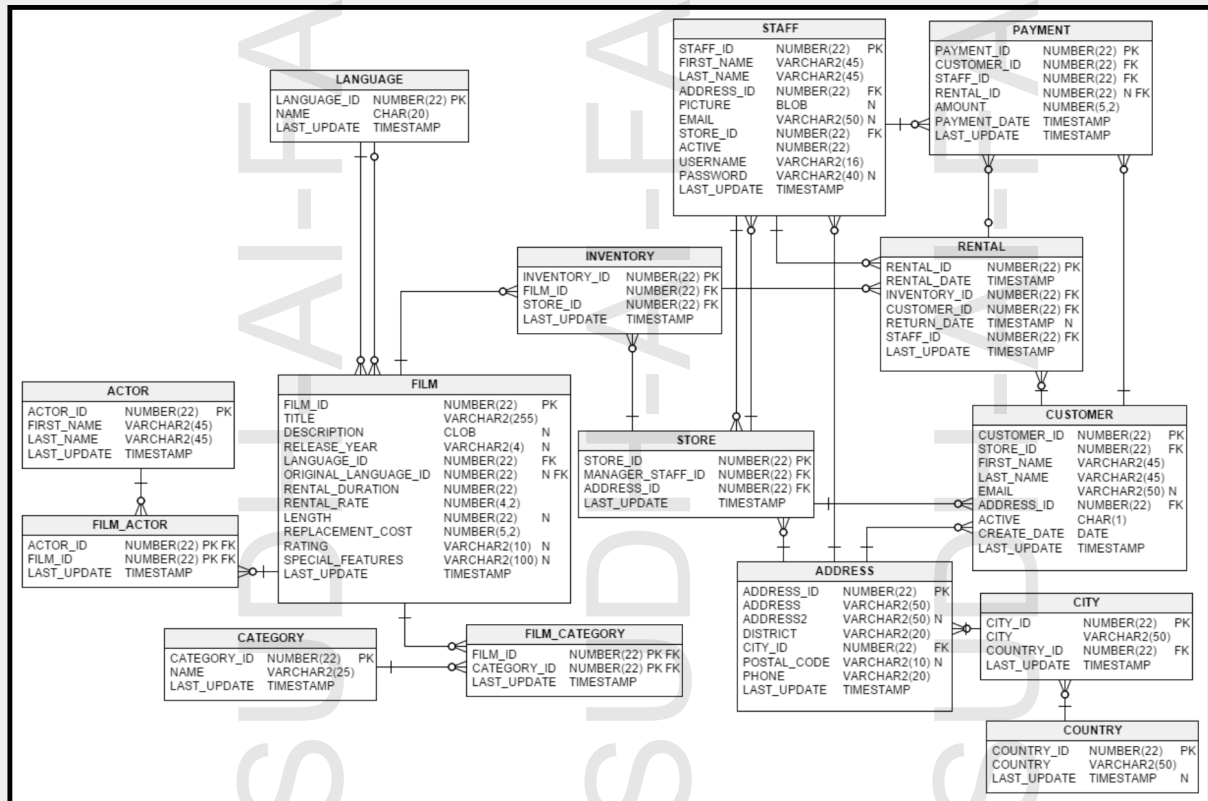 STAFF
STAFF_ID NUMBER(22) PK
FIRST_NAME VARCHAR2(45)
LAST_NAME VARCHAR2(45)
ADDRESS_ID NUMBER(22) FK
PICTURE BLOB N
EMAIL VARCHAR2(50) N
STORE_ID NUMBER(22) FK
ACTIVE NUMBER(22)
USERNAME VARCHAR2(16)
PASSWORD VARCHAR2(40) N
LAST_UPDATE TIMESTAMP
PAYMENT
PAYMENT_ID NUMBER(22) PK
CUSTOMER_ID NUMBER(22) FK
STAFF_ID NUMBER(22) FK
RENTAL_ID NUMBER(22) N FK
AMOUNT NUMBER(5,2)
PAYMENT_DATE TIMESTAMP
LAST_UPDATE TIMESTAMP
LANGUAGE
LANGUAGE_ID NUMBER(22) PK
NAME CHAR(20)
LAST_UPDATE TIMESTAMP
INVENTORY
INVENTORY_ID NUMBER(22) PK
FILM_ID NUMBER(22) FK
STORE_ID NUMBER(22) FK
LAST_UPDATE TIMESTAMP
RENTAL
RENTAL_ID NUMBER(22) PK
RENTAL_DATE TIMESTAMP
INVENTORY_ID NUMBER(22) FK
CUSTOMER_ID NUMBER(22) FK
RETURN_DATE TIMESTAMP N
STAFF_ID NUMBER(22) FK
LAST_UPDATE TIMESTAMP
ACTOR
ACTOR_ID NUMBER(22) PK
FIRST_NAME VARCHAR2(45)
LAST_NAME VARCHAR2(45)
LAST_UPDATE TIMESTAMP
FILM
FILM_ID NUMBER(22) PK
TITLE VARCHAR2(255)
DESCRIPTION CLOB N
RELEASE_YEAR VARCHAR2(4) N
LANGUAGE_ID NUMBER(22) FK
ORIGINAL_LANGUAGE_ID NUMBER(22) N FK
RENTAL_DURATION NUMBER(22)
RENTAL_RATE NUMBER(4,2)
LENGTH NUMBER(22) N
REPLACEMENT_COST NUMBER(5,2)
RATING VARCHAR2(10) N
SPECIAL_FEATURES VARCHAR2(100) N
LAST_UPDATE TIMESTAMP
STORE
STORE_ID NUMBER(22) PK
MANAGER_STAFF_ID NUMBER(22) FK
ADDRESS_ID NUMBER(22) FK
LAST_UPDATE TIMESTAMP
CUSTOMER
CUSTOMER_ID NUMBER(22) PK
STORE_ID NUMBER(22) FK
FIRST_NAME VARCHAR2(45)
LAST_NAME VARCHAR2(45)
EMAIL VARCHAR2(50) N
ADDRESS_ID NUMBER(22) FK
ACTIVE CHAR(1)
CREATE_DATE DATE
LAST_UPDATE TIMESTAMP
FILM_ACTOR
ACTOR_ID NUMBER(22) PK FK
FILM_ID NUMBER(22) PK FK
LAST_UPDATE TIMESTAMP
ADDRESS
ADDRESS_ID NUMBER(22) PK
ADDRESS VARCHAR2(50)
ADDRESS2 VARCHAR2(50) N
DISTRICT VARCHAR2(20)
CITY_ID NUMBER(22) FK
POSTAL_CODE VARCHAR2(10) N
PHONE VARCHAR2(20)
LAST_UPDATE TIMESTAMP
CITY
CITY_ID NUMBER(22) PK
CITY VARCHAR2(50)
COUNTRY_ID NUMBER(22) FK
LAST_UPDATE TIMESTAMP
CATEGORY
CATEGORY_ID NUMBER(22) PK
NAME VARCHAR2(25)
LAST_UPDATE TIMESTAMP
FILM_CATEGORY
FILM_ID NUMBER(22) PK FK
CATEGORY_ID NUMBER(22) PK FK
LAST_UPDATE TIMESTAMP
COUNTRY
COUNTRY_ID NUMBER(22) PK
COUNTRY VARCHAR2(50)
LAST_UPDATE TIMESTAMP N